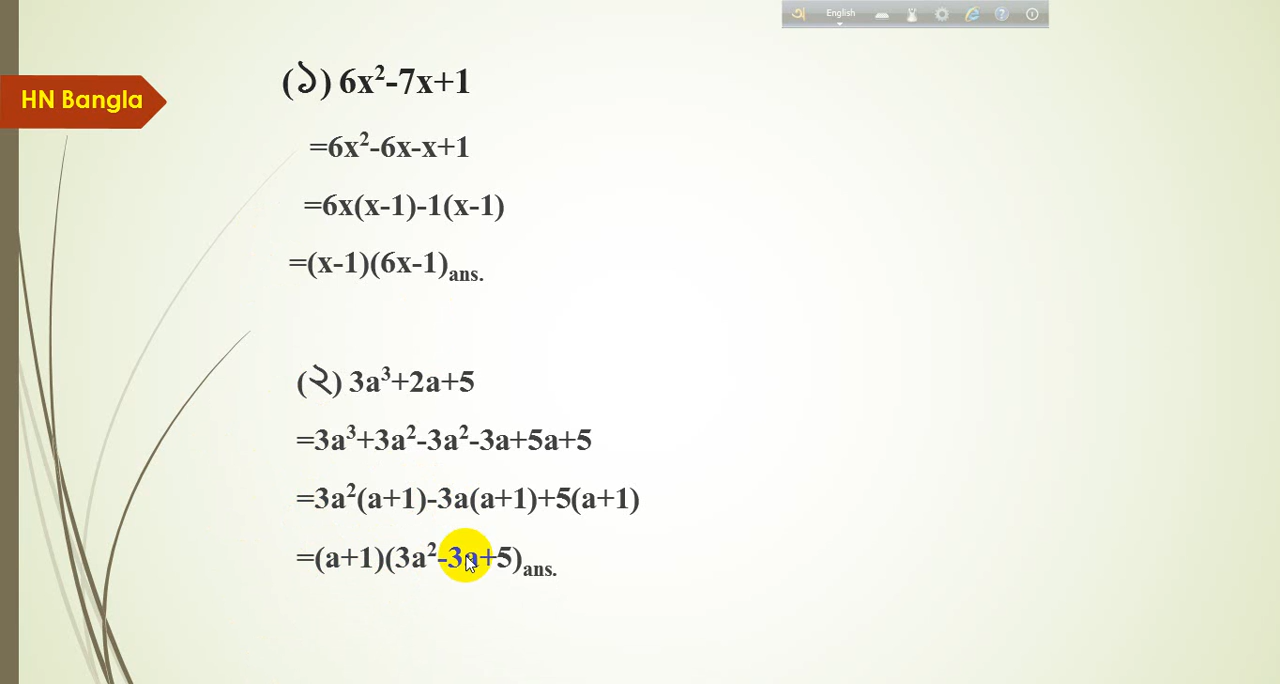 English
HN Bangla
(১) 6x²-7x+1
=6x²-6x-x+1
=6x(x-1)-1(x-1)
=(x-1)(6x-1)ans.
(২) 3a³+2a+5
=3a³+3a²-3a²-3a+5a+5
=3a²(a+1)-3a(a+1)+5(a+1)
=(a+1)(3a²-3a+5)ans.